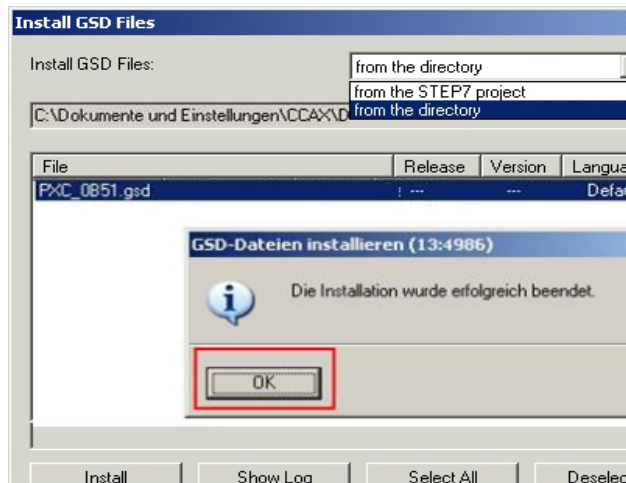 Install GSD Files
Install GSD Files:
from the directory
from the STEP7 project
from the directory
C:\Dokumente und Einstellungen\CCAX\D
File Release Version Langua
PXC_0B51.gsd --- --- Defau
GSD-Dateien installieren (13:4986)
Die Installation wurde erfolgreich beendet.
OK
Install Show Log Select All Deselec